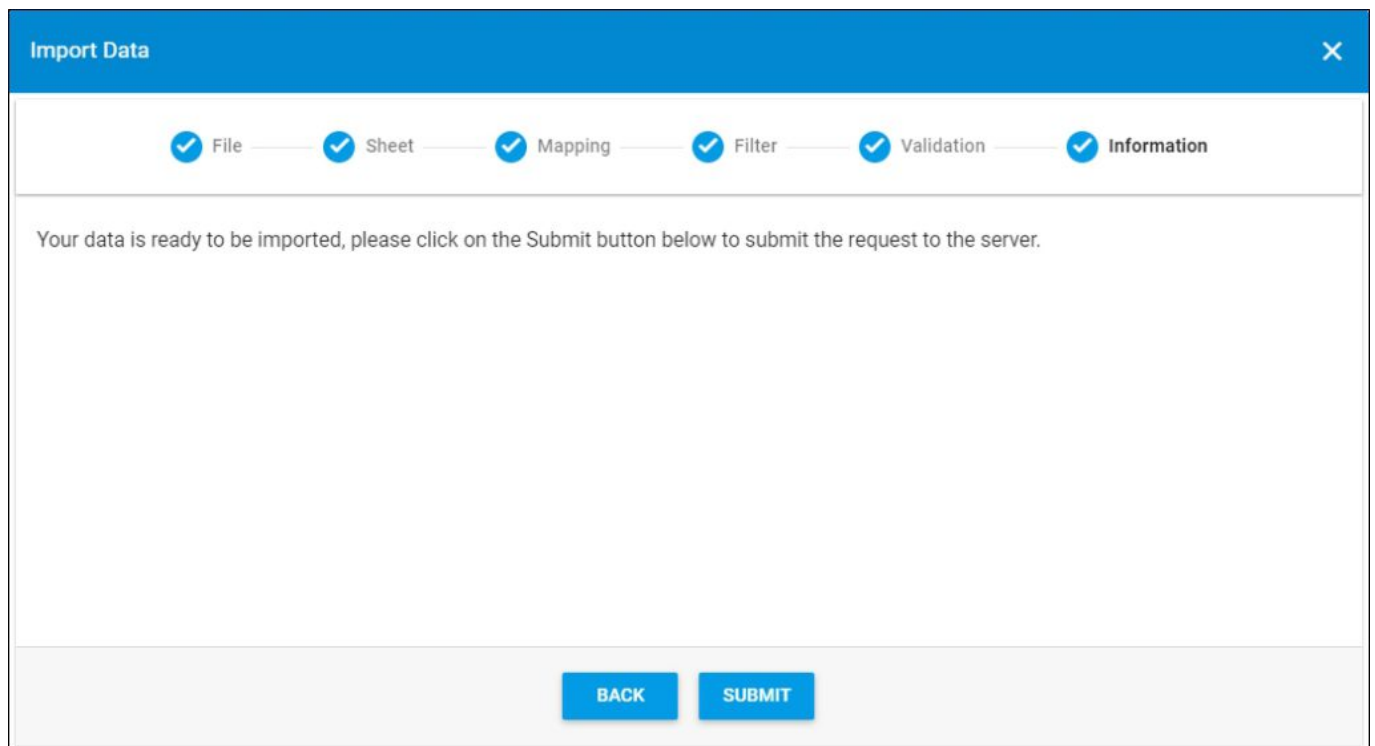 Import Data
File Sheet Mapping Filter Validation Information
Your data is ready to be imported, please click on the Submit button below to submit the request to the server.
BACK SUBMIT